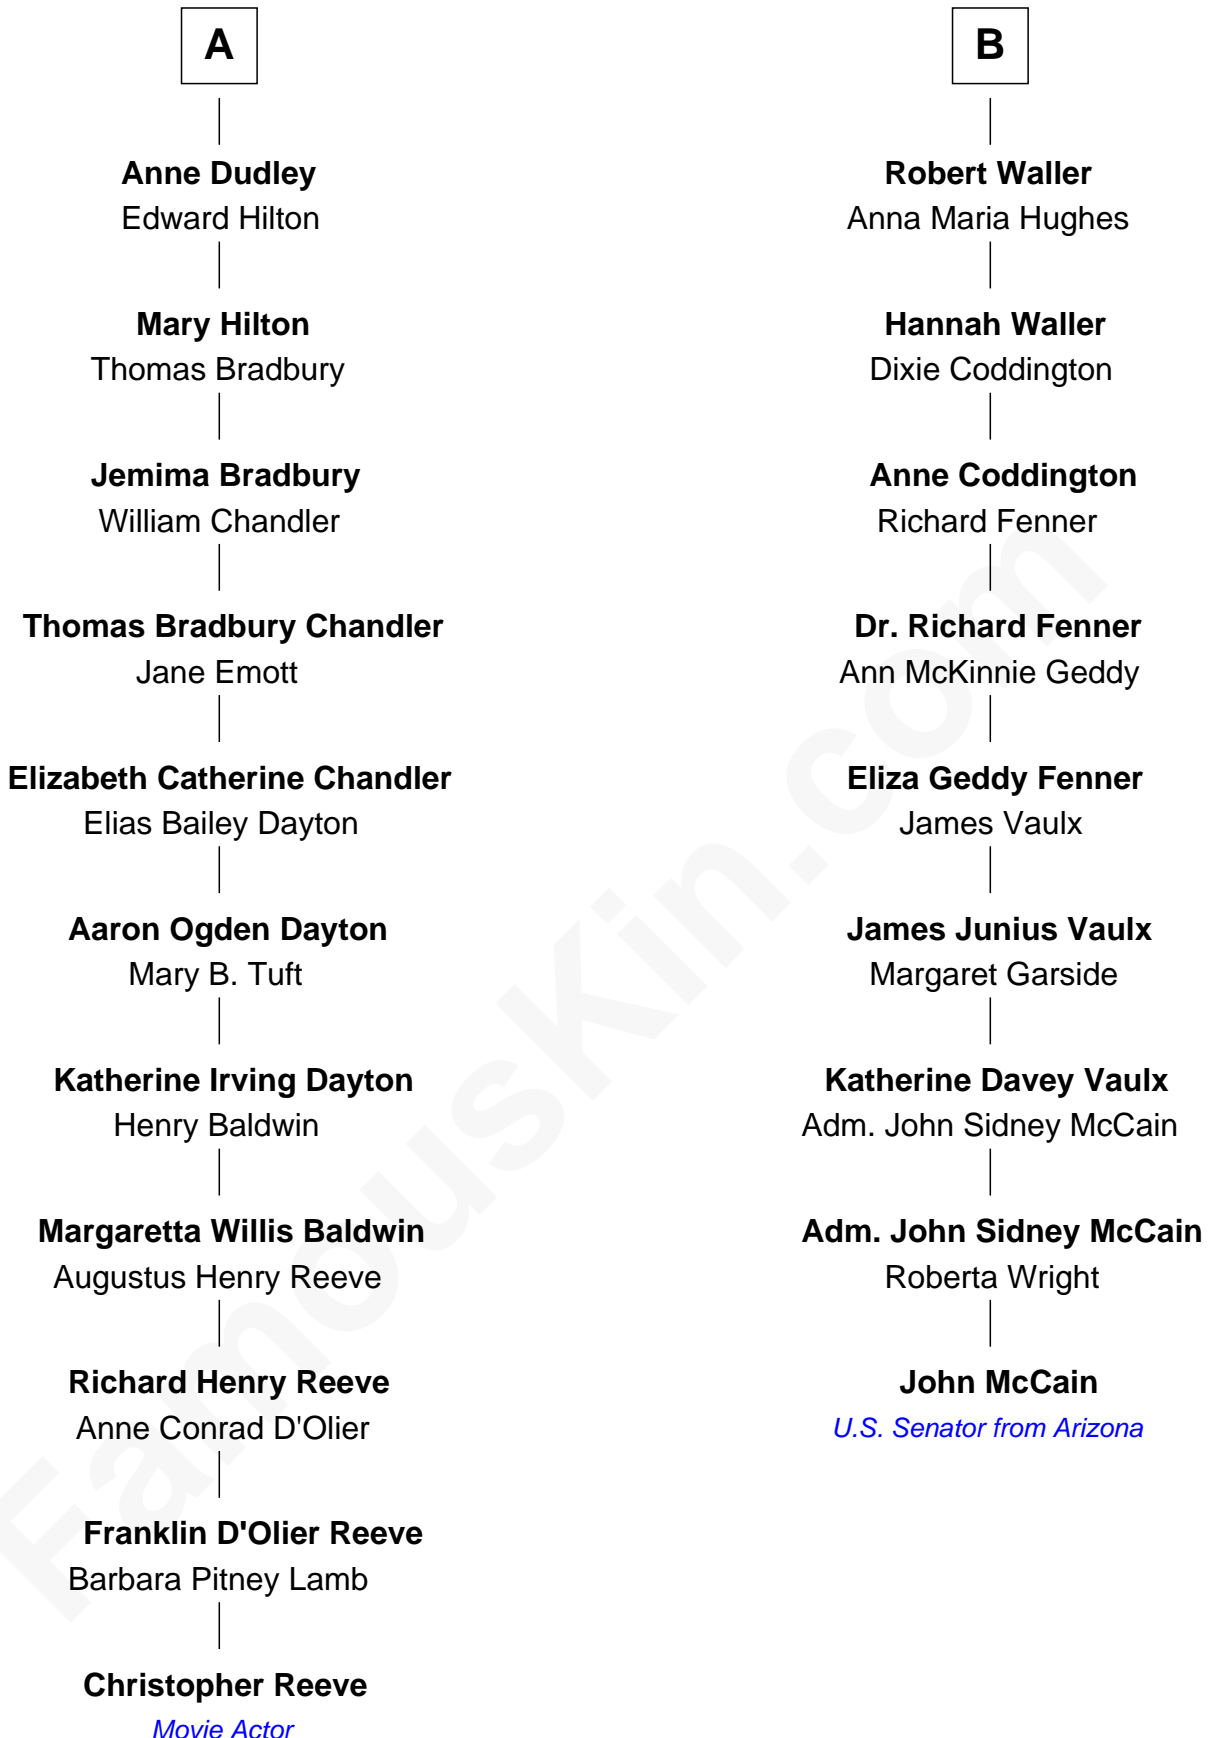 A
Anne Dudley
Edward Hilton
Mary Hilton
Thomas Bradbury
Jemima Bradbury
William Chandler
Thomas Bradbury Chandler
Jane Emott
Elizabeth Catherine Chandler
Elias Bailey Dayton
Aaron Ogden Dayton
Mary B. Tuft
Katherine Irving Dayton
Henry Baldwin
Margaretta Willis Baldwin
Augustus Henry Reeve
Richard Henry Reeve
Anne Conrad D'Olier
Franklin D'Olier Reeve
Barbara Pitney Lamb
Christopher Reeve
Movie Actor
B
Robert Waller
Anna Maria Hughes
Hannah Waller
Dixie Coddington
Anne Coddington
Richard Fenner
Dr. Richard Fenner
Ann McKinnie Geddy
Eliza Geddy Fenner
James Vaulx
James Junius Vaulx
Margaret Garside
Katherine Davey Vaulx
Adm. John Sidney McCain
Adm. John Sidney McCain
Roberta Wright
John McCain
U.S. Senator from Arizona
FamousKin.com